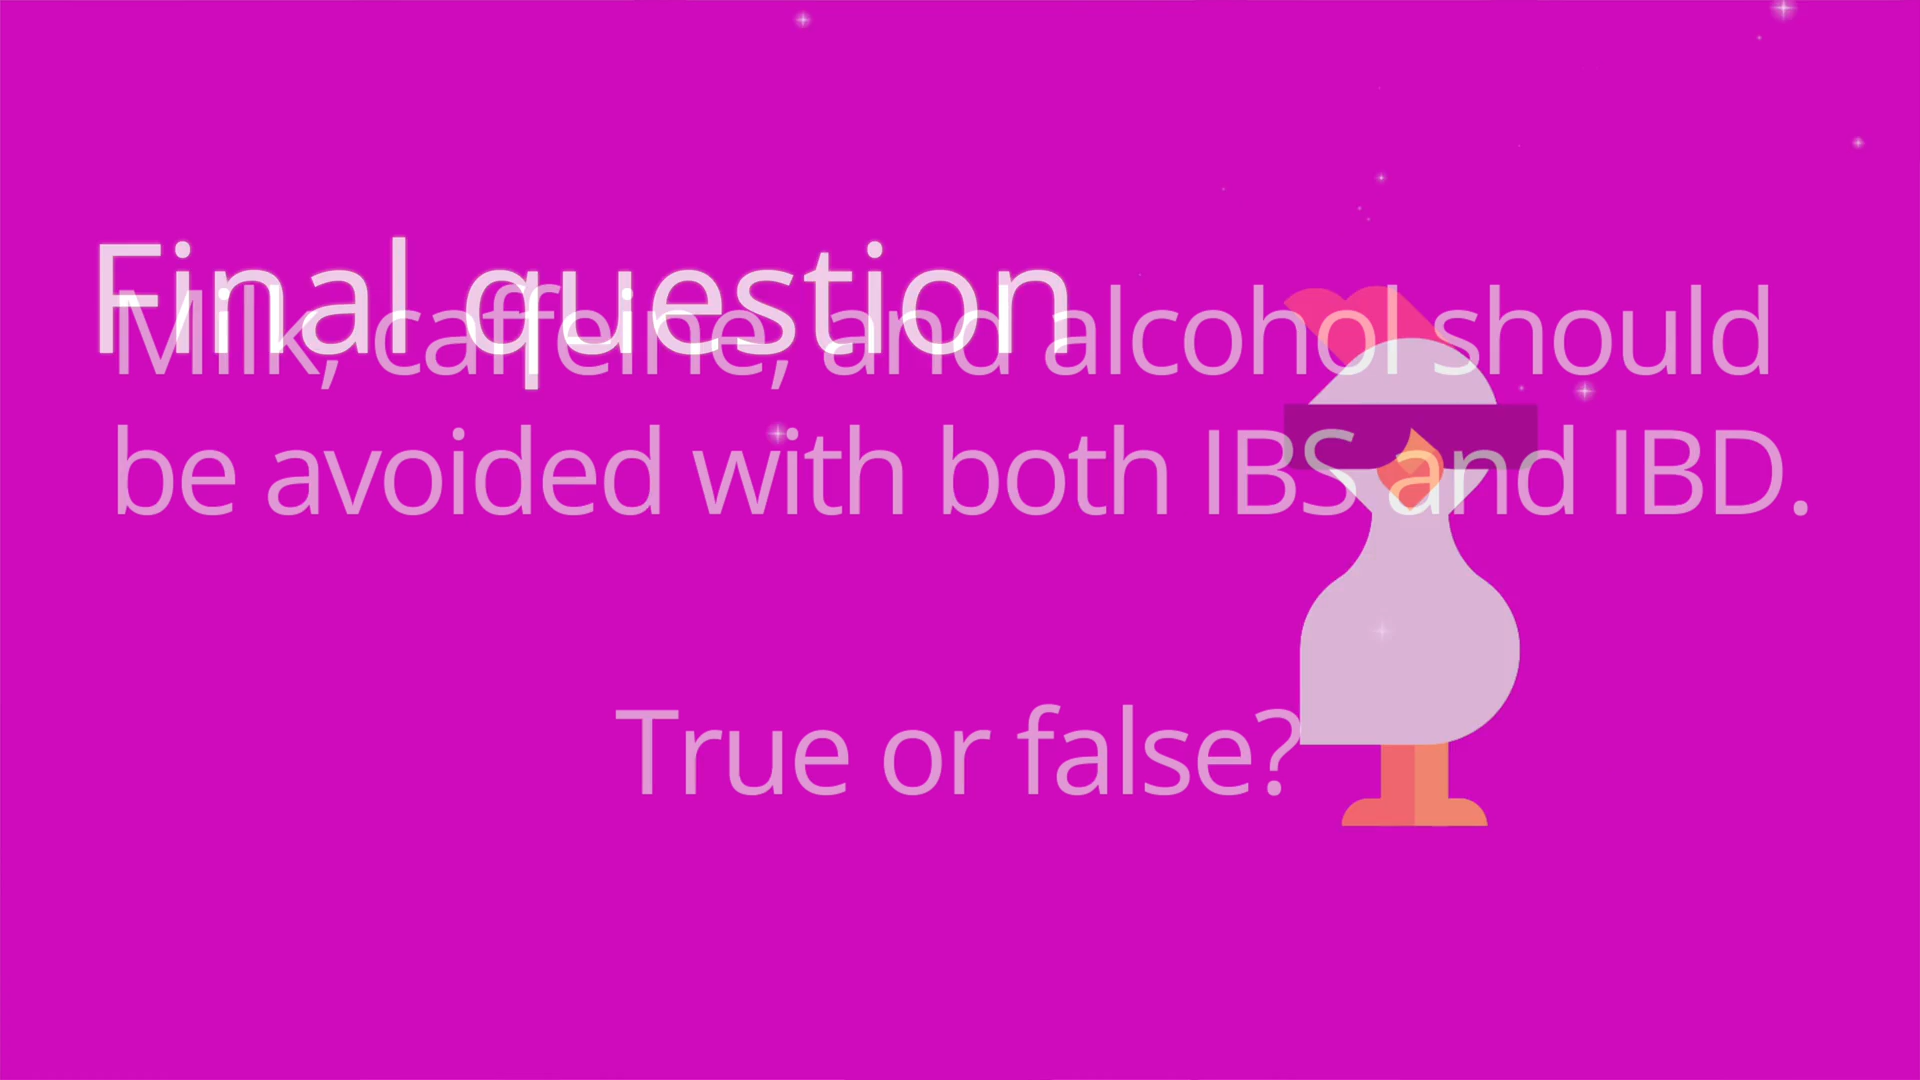 Final question
Milk, caffeine, and alcohol should
be avoided with both IBS and IBD.
True or false?